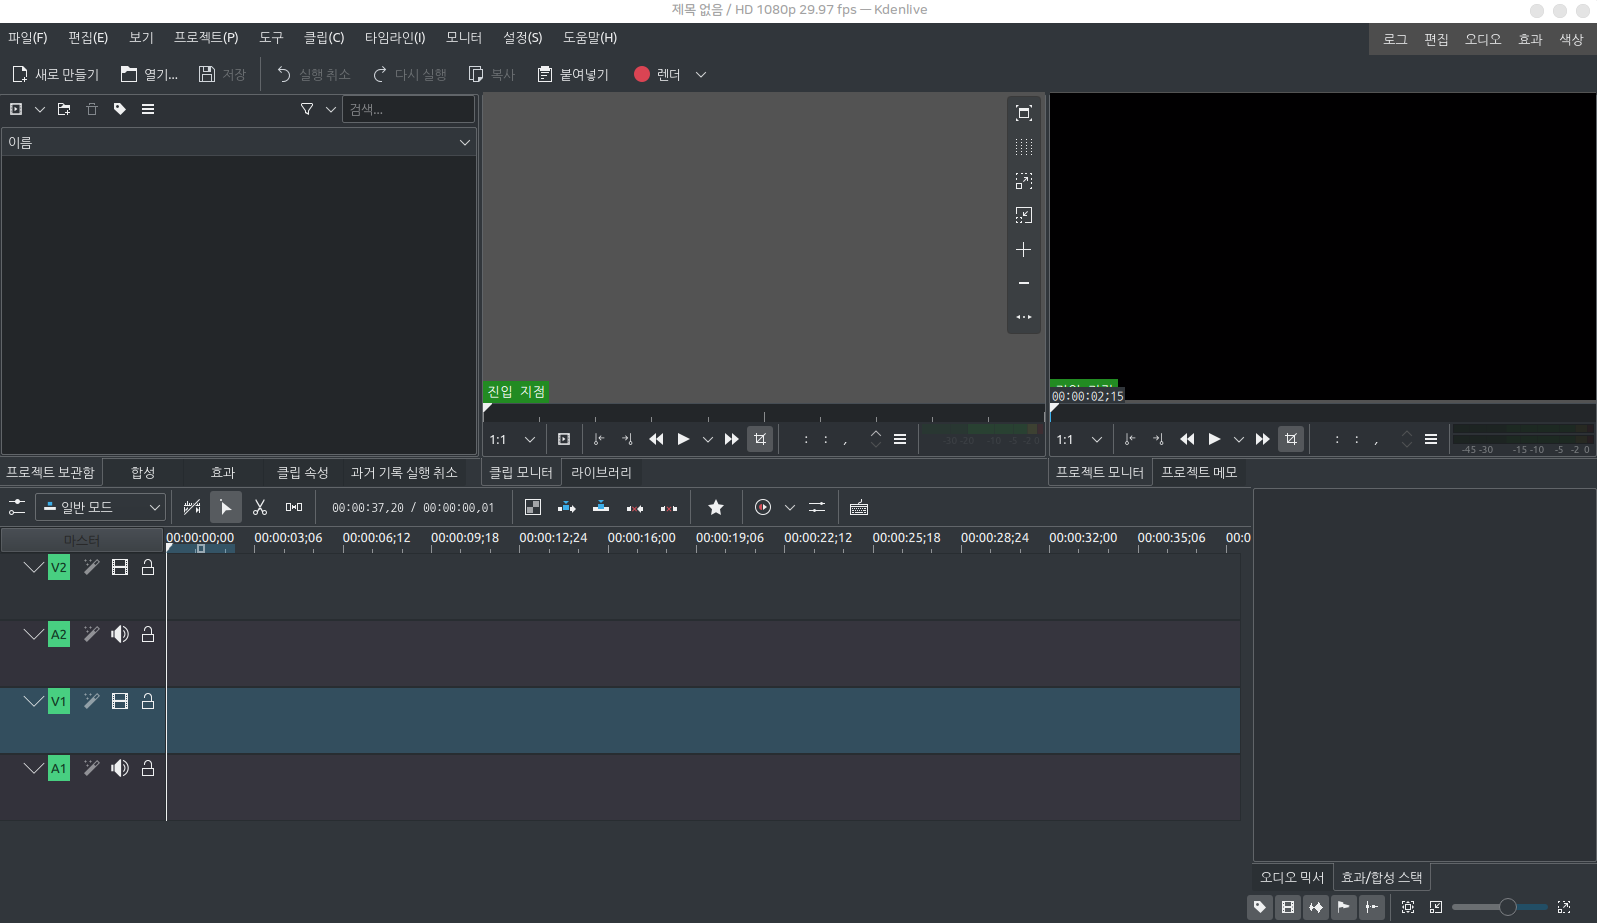 제목 없음 / HD 1080p 29.97 fps — Kdenlive
파일(F) 편집(E) 보기 프로젝트(P) 도구 클립(C) 타임라인(I) 모니터 설정(S) 도움말(H) 로그 편집 오디오 효과 색상
새로 만들기 열기... 저장 실행 취소 다시 실행 복사 붙여넣기 렌더
검색...
이름
진입 지점
00:00:02;15
1:1 : : , -30 -20 -10 -5 -2 0 1:1 : : , -45 -30 -15 -10 -5 -2 0
프로젝트 보관함 합성 효과 클립 속성 과거 기록 실행 취소 클립 모니터 라이브러리 프로젝트 모니터 프로젝트 메모
일반 모드 00:00:37,20 / 00:00:00,01
마스터 00:00:00;00 00:00:03;06 00:00:06;12 00:00:09;18 00:00:12;24 00:00:16;00 00:00:19;06 00:00:22;12 00:00:25;18 00:00:28;24 00:00:32;00 00:00:35;06 00:0
V2
A2
V1
A1
오디오 믹서 효과/합성 스택